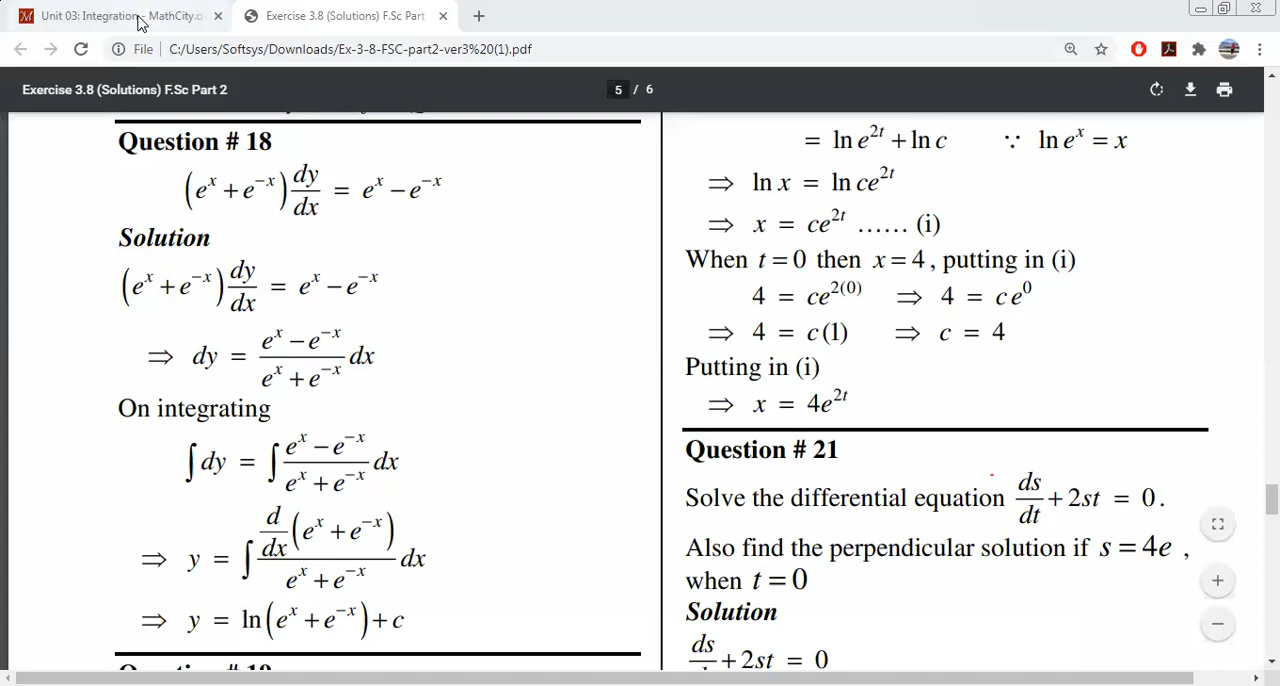 Unit 03: Integration - MathCity.o
Exercise 3.8 (Solutions) F.Sc Part
File
C:/Users/Softsys/Downloads/Ex-3-8-FSC-part2-ver3%20(1).pdf
Exercise 3.8 (Solutions) F.Sc Part 2
5 / 6
Question # 18
(e^x + e^{-x}) dy/dx = e^x − e^{-x}
Solution
(e^x + e^{-x}) dy/dx = e^x − e^{-x}
⇒ dy = (e^x − e^{-x})/(e^x + e^{-x}) dx
On integrating
∫ dy = ∫ (e^x − e^{-x})/(e^x + e^{-x}) dx
⇒ y = ∫ (d/dx (e^x + e^{-x}))/(e^x + e^{-x}) dx
⇒ y = ln(e^x + e^{-x}) + c
= ln e^{2t} + ln c ∵ ln e^x = x
⇒ ln x = ln ce^{2t}
⇒ x = ce^{2t} ...... (i)
When t = 0 then x = 4 , putting in (i)
4 = ce^{2(0)} ⇒ 4 = ce^0
⇒ 4 = c(1) ⇒ c = 4
Putting in (i)
⇒ x = 4e^{2t}
Question # 21
Solve the differential equation ds/dt + 2st = 0.
Also find the perpendicular solution if s = 4e ,
when t = 0
Solution
ds
+ 2st = 0